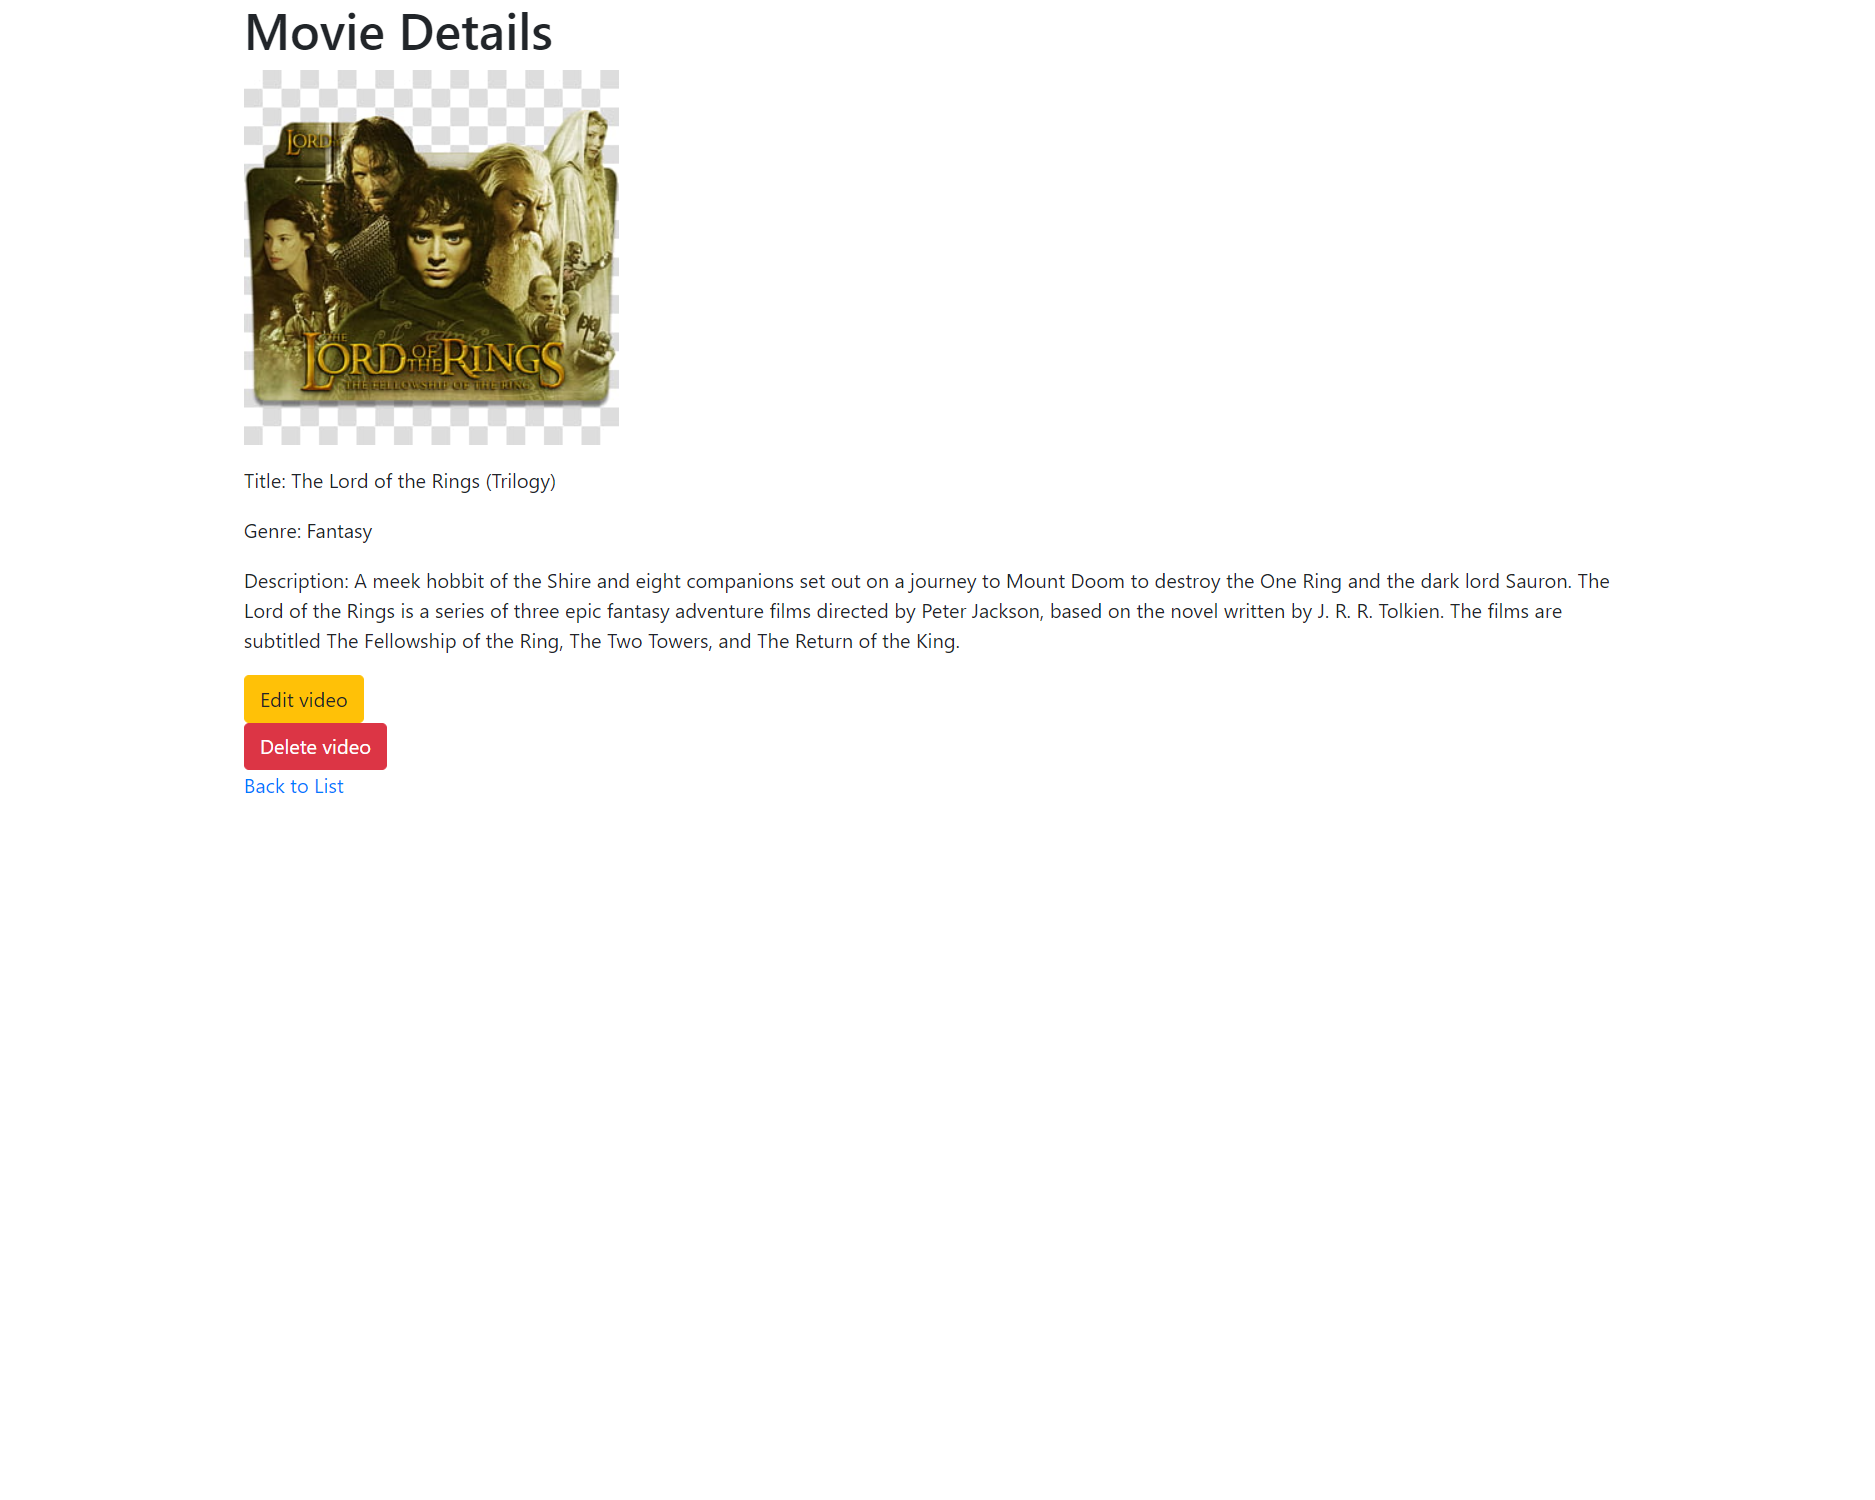 Movie Details
LORD
THE
LORD OF THE RINGS
THE FELLOWSHIP OF THE RING
Title: The Lord of the Rings (Trilogy)
Genre: Fantasy
Description: A meek hobbit of the Shire and eight companions set out on a journey to Mount Doom to destroy the One Ring and the dark lord Sauron. The
Lord of the Rings is a series of three epic fantasy adventure films directed by Peter Jackson, based on the novel written by J. R. R. Tolkien. The films are
subtitled The Fellowship of the Ring, The Two Towers, and The Return of the King.
Edit video
Delete video
Back to List